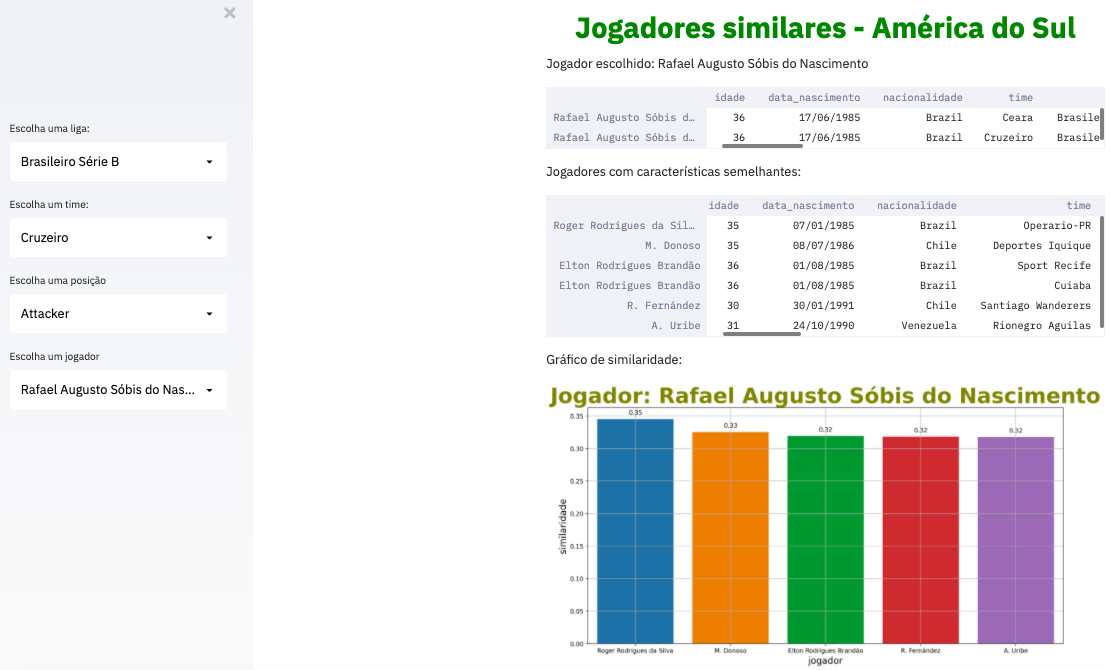 ×
Escolha uma liga:
Brasileiro Série B
Escolha um time:
Cruzeiro
Escolha uma posição
Attacker
Escolha um jogador
Rafael Augusto Sóbis do Nas...
Jogadores similares - América do Sul
Jogador escolhido: Rafael Augusto Sóbis do Nascimento
idade data_nascimento nacionalidade time
Rafael Augusto Sóbis d… 36 17/06/1985 Brazil Ceara Brasile
Rafael Augusto Sóbis d… 36 17/06/1985 Brazil Cruzeiro Brasile
Jogadores com características semelhantes:
idade data_nascimento nacionalidade time
Roger Rodrigues da Sil… 35 07/01/1985 Brazil Operario-PR
M. Donoso 35 08/07/1986 Chile Deportes Iquique
Elton Rodrigues Brandão 36 01/08/1985 Brazil Sport Recife
Elton Rodrigues Brandão 36 01/08/1985 Brazil Cuiaba
R. Fernández 30 30/01/1991 Chile Santiago Wanderers
A. Uribe 31 24/10/1990 Venezuela Rionegro Aguilas
Gráfico de similaridade:
Jogador: Rafael Augusto Sóbis do Nascimento
0.35 0.33 0.32 0.32 0.32
0.35
0.30
0.25
0.20
0.15
0.10
0.05
0.00
similaridade
Roger Rodrigues da Silva M. Donoso Elton Rodrigues Brandão R. Fernández A. Uribe
jogador